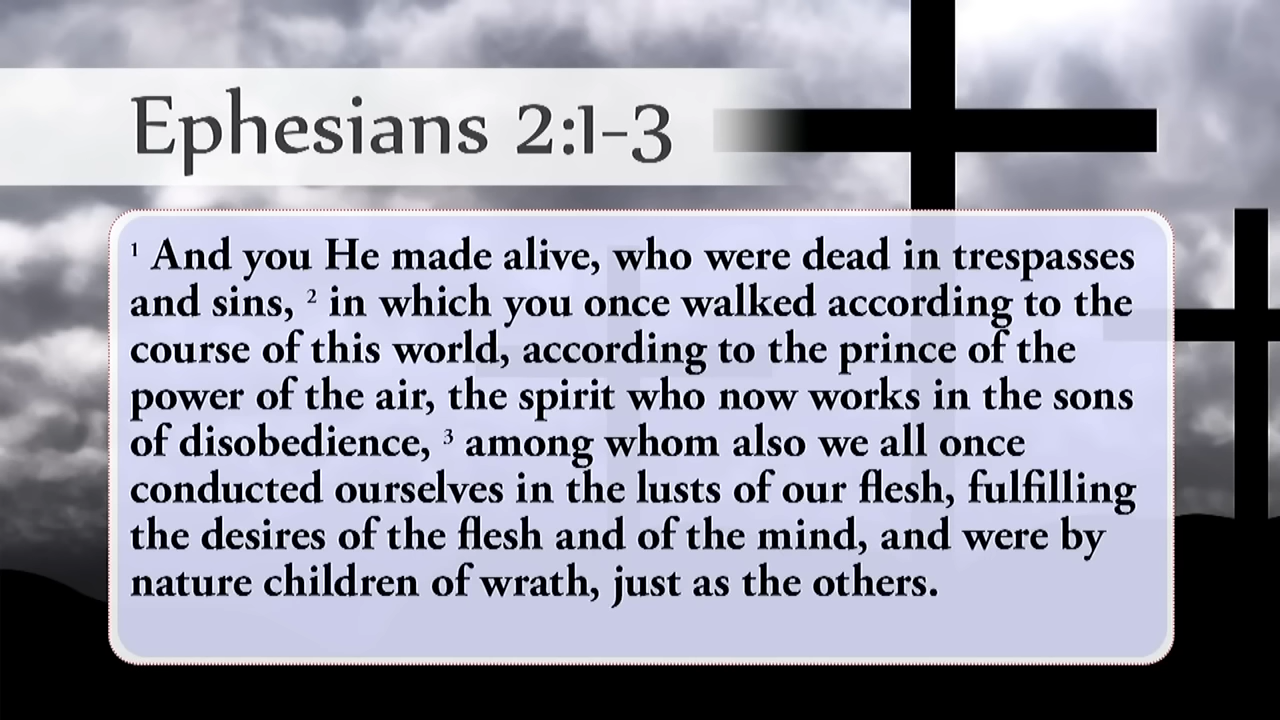 Ephesians 2:1-3
¹ And you He made alive, who were dead in trespasses
and sins, ² in which you once walked according to the
course of this world, according to the prince of the
power of the air, the spirit who now works in the sons
of disobedience, ³ among whom also we all once
conducted ourselves in the lusts of our flesh, fulfilling
the desires of the flesh and of the mind, and were by
nature children of wrath, just as the others.